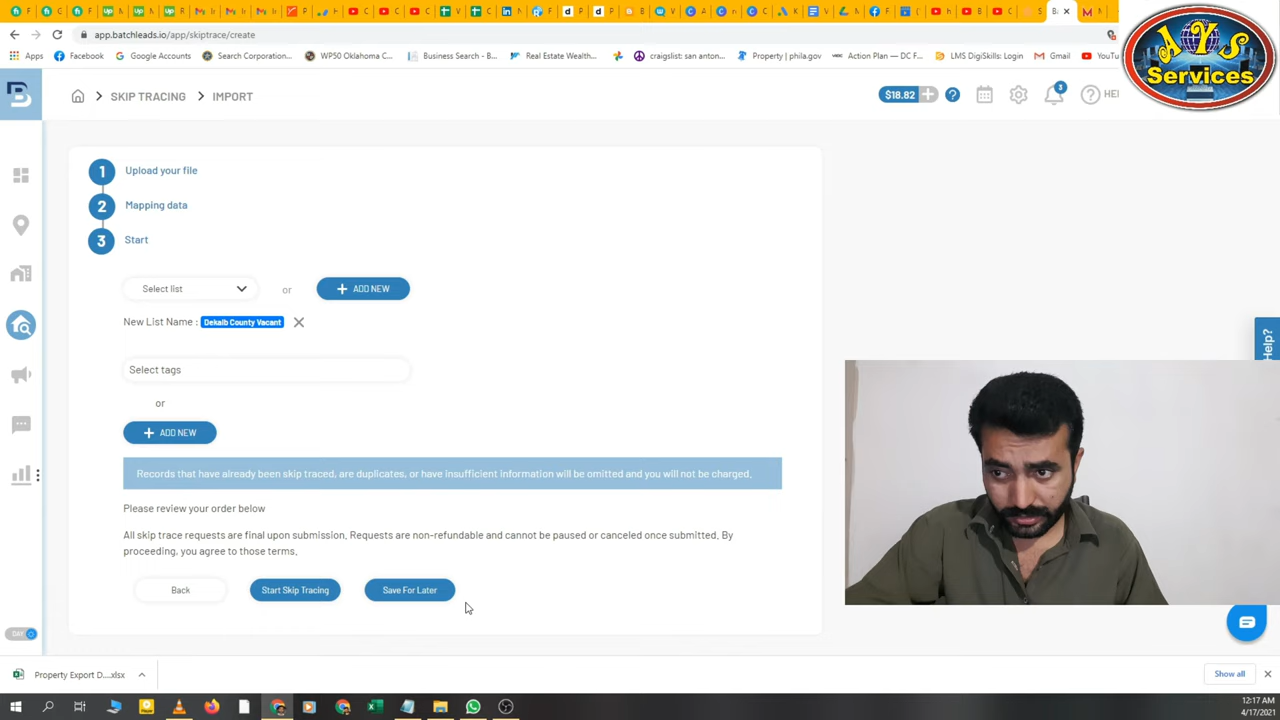 app.batchleads.io/app/skiptrace/create
Apps
Facebook
Google Accounts
Search Corporation...
WP50 Oklahoma C...
Business Search - B...
Real Estate Wealth...
craigslist: san anton...
Property | phila.gov
Action Plan — DC F...
LMS DigiSkills: Login
Gmail
YouTu
AYS
Services
SKIP TRACING
IMPORT
$18.82
3
HEL
1 Upload your file
2 Mapping data
3 Start
Select list
or
ADD NEW
New List Name : Dekalb County Vacant
Select tags
or
ADD NEW
Records that have already been skip traced, are duplicates, or have insufficient information will be omitted and you will not be charged.
Please review your order below
All skip trace requests are final upon submission. Requests are non-refundable and cannot be paused or canceled once submitted. By
proceeding, you agree to those terms.
Back
Start Skip Tracing
Save For Later
Help?
DAY
Property Export D....xlsx
Show all
12:17 AM
4/17/2021